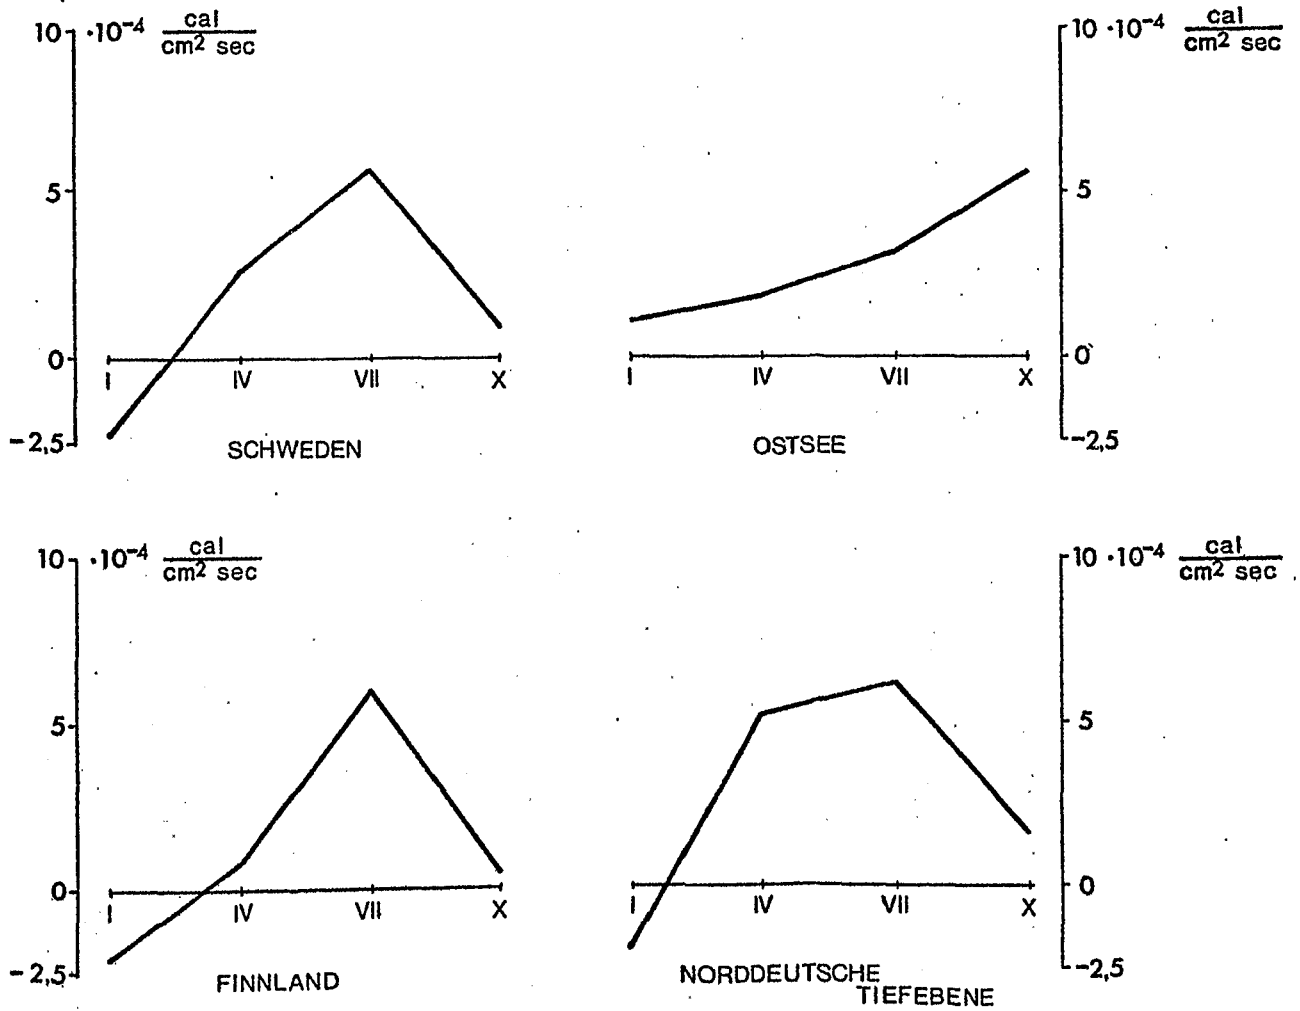 10 ·10⁻⁴ cal
cm² sec
5
0
-2,5
I IV VII X
SCHWEDEN
10 ·10⁻⁴ cal
cm² sec
5
0
-2,5
I IV VII X
OSTSEE
10 ·10⁻⁴ cal
cm² sec
5
0
-2,5
I IV VII X
FINNLAND
10 ·10⁻⁴ cal
cm² sec
5
0
-2,5
I IV VII X
NORDDEUTSCHE
TIEFEBENE